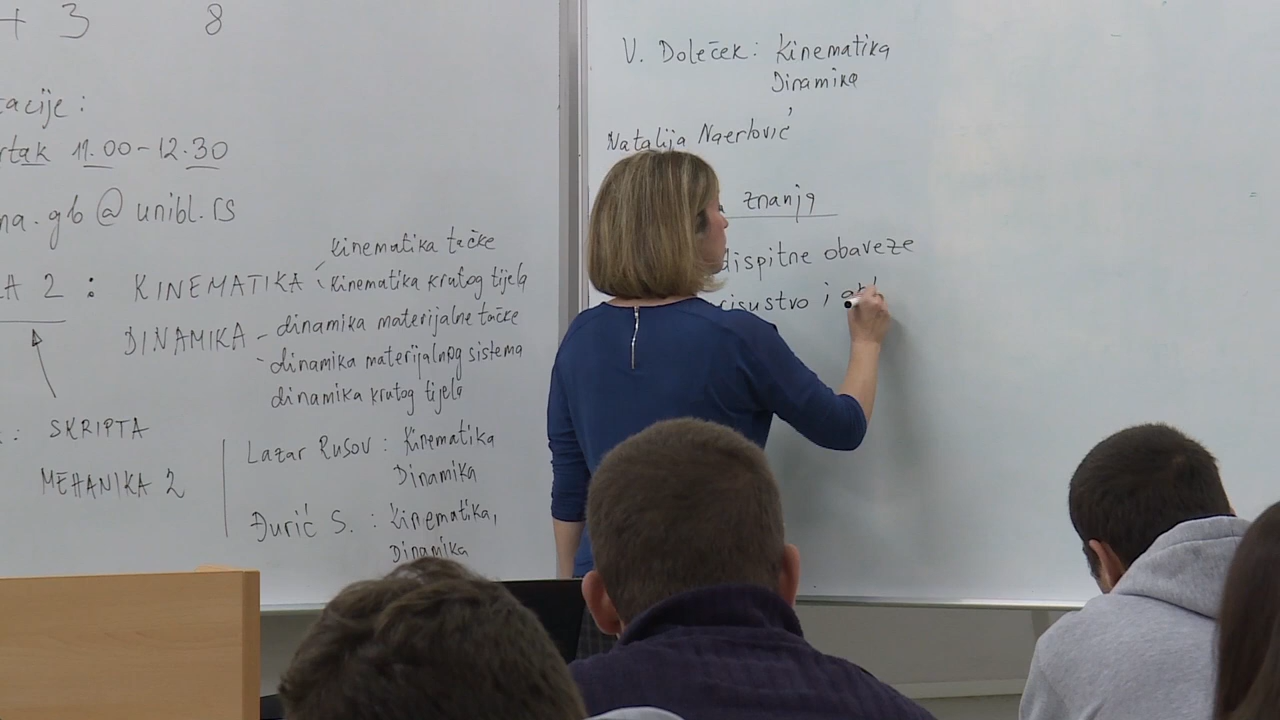 + 3 8
tacije :
rtak 11.00-12.30
na.gb@unibl.rs
A 2 : KINEMATIKA
kinematika tačke
kinematika krutog tijela
DINAMIKA - dinamika materijalne tačke
- dinamika materijalnog sistema
dinamika krutog tijela
: SKRIPTA
MEHANIKA 2
Lazar Rusov : Kinematika
Dinamika
Đurić S. : Kinematika,
Dinamika
V. Doleček: Kinematika
Dinamika
Natalija Naerlović
znanja
dispitne obaveze
risustvo i